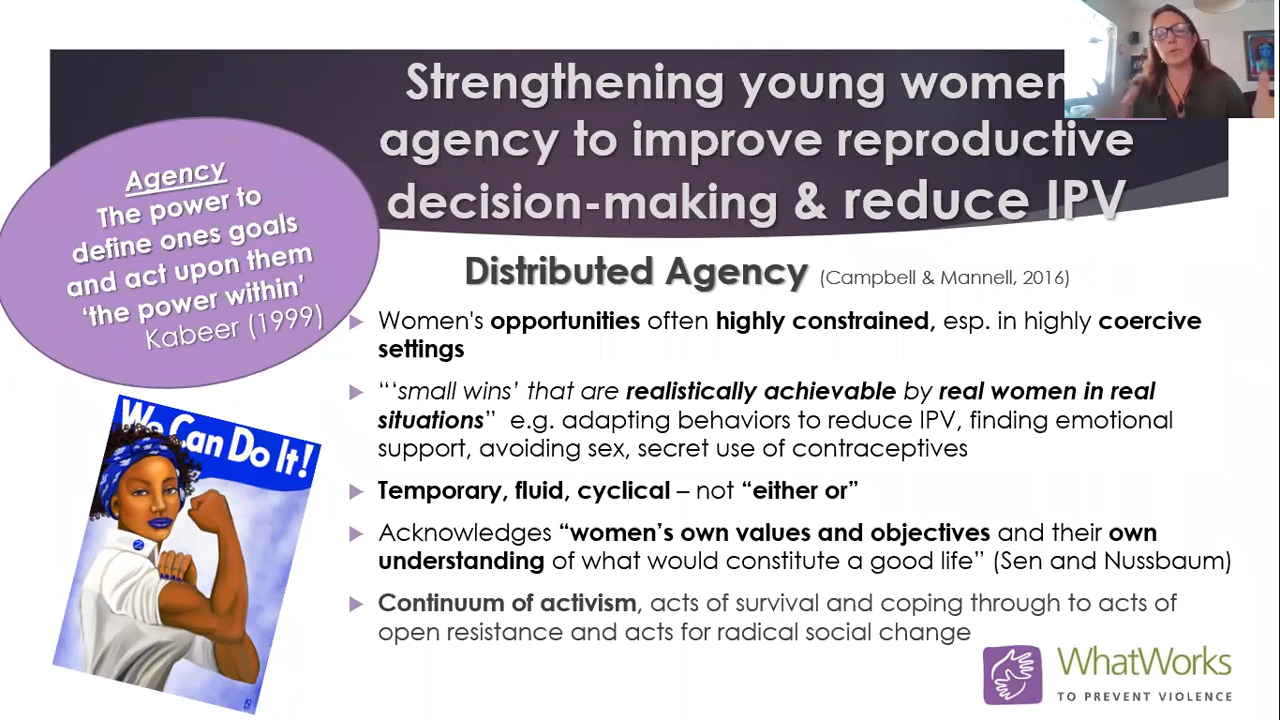 Strengthening young women
agency to improve reproductive
decision-making & reduce IPV
Agency
The power to
define ones goals
and act upon them
‘the power within’
Kabeer (1999)
Distributed Agency (Campbell & Mannell, 2016)
Women's opportunities often highly constrained, esp. in highly coercive
settings
“‘small wins’ that are realistically achievable by real women in real
situations” e.g. adapting behaviors to reduce IPV, finding emotional
support, avoiding sex, secret use of contraceptives
Temporary, fluid, cyclical – not “either or”
Acknowledges “women’s own values and objectives and their own
understanding of what would constitute a good life” (Sen and Nussbaum)
Continuum of activism, acts of survival and coping through to acts of
open resistance and acts for radical social change
We Can Do It!
WhatWorks
TO PREVENT VIOLENCE